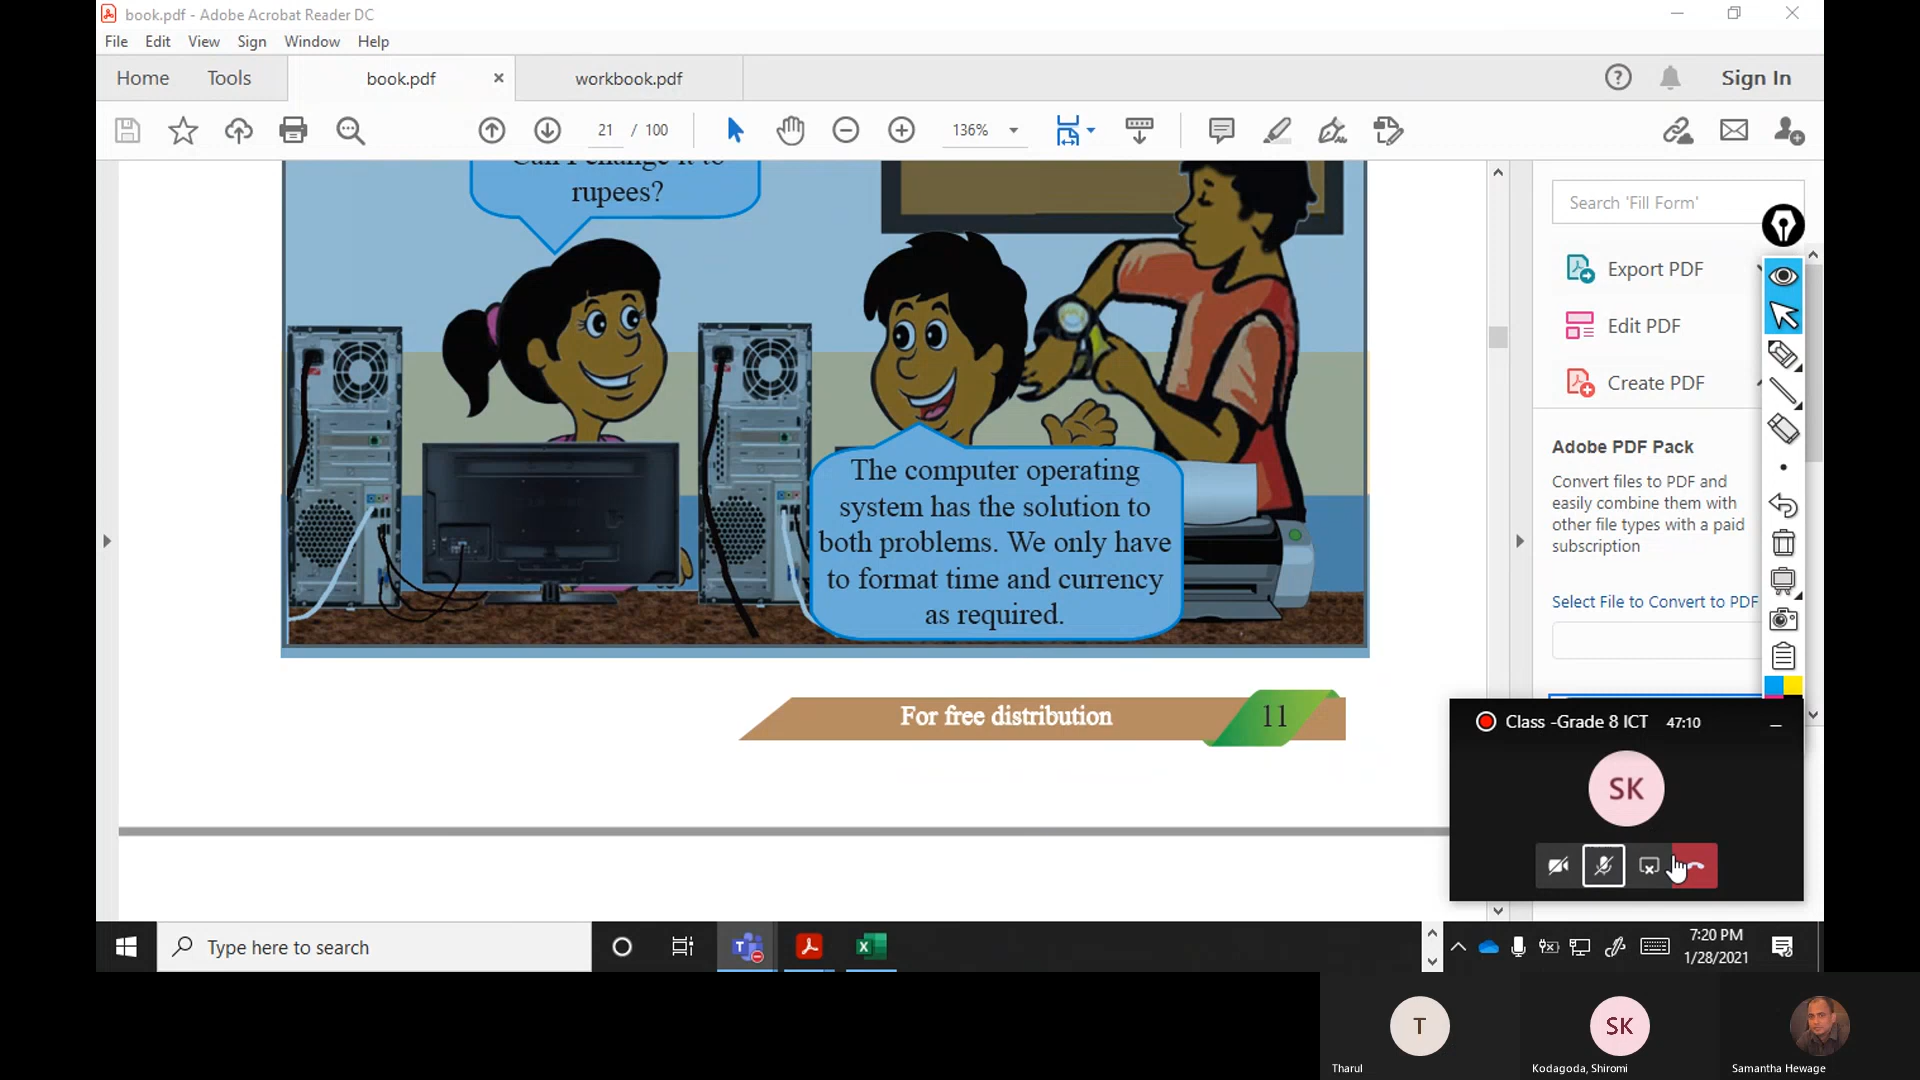 book.pdf - Adobe Acrobat Reader DC
File Edit View Sign Window Help
Home Tools book.pdf workbook.pdf Sign In
21 / 100 136%
Can I change it to
rupees?
The computer operating
system has the solution to
both problems. We only have
to format time and currency
as required.
For free distribution 11
Search 'Fill Form'
Export PDF
Edit PDF
Create PDF
Adobe PDF Pack
Convert files to PDF and
easily combine them with
other file types with a paid
subscription
Select File to Convert to PDF
Class -Grade 8 ICT 47:10
SK
Type here to search
7:20 PM
1/28/2021
T SK
Tharul Kodagoda, Shiromi Samantha Hewage